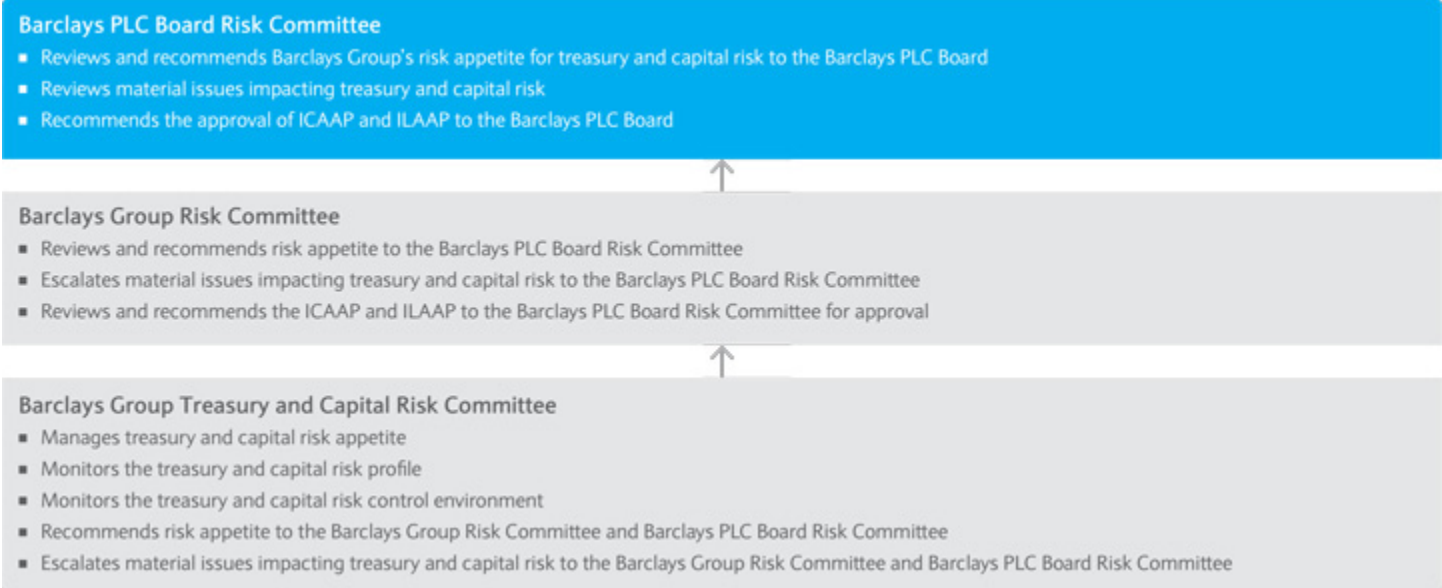 Barclays PLC Board Risk Committee
▪ Reviews and recommends Barclays Group's risk appetite for treasury and capital risk to the Barclays PLC Board
▪ Reviews material issues impacting treasury and capital risk
▪ Recommends the approval of ICAAP and ILAAP to the Barclays PLC Board
Barclays Group Risk Committee
▪ Reviews and recommends risk appetite to the Barclays PLC Board Risk Committee
▪ Escalates material issues impacting treasury and capital risk to the Barclays PLC Board Risk Committee
▪ Reviews and recommends the ICAAP and ILAAP to the Barclays PLC Board Risk Committee for approval
Barclays Group Treasury and Capital Risk Committee
▪ Manages treasury and capital risk appetite
▪ Monitors the treasury and capital risk profile
▪ Monitors the treasury and capital risk control environment
▪ Recommends risk appetite to the Barclays Group Risk Committee and Barclays PLC Board Risk Committee
▪ Escalates material issues impacting treasury and capital risk to the Barclays Group Risk Committee and Barclays PLC Board Risk Committee